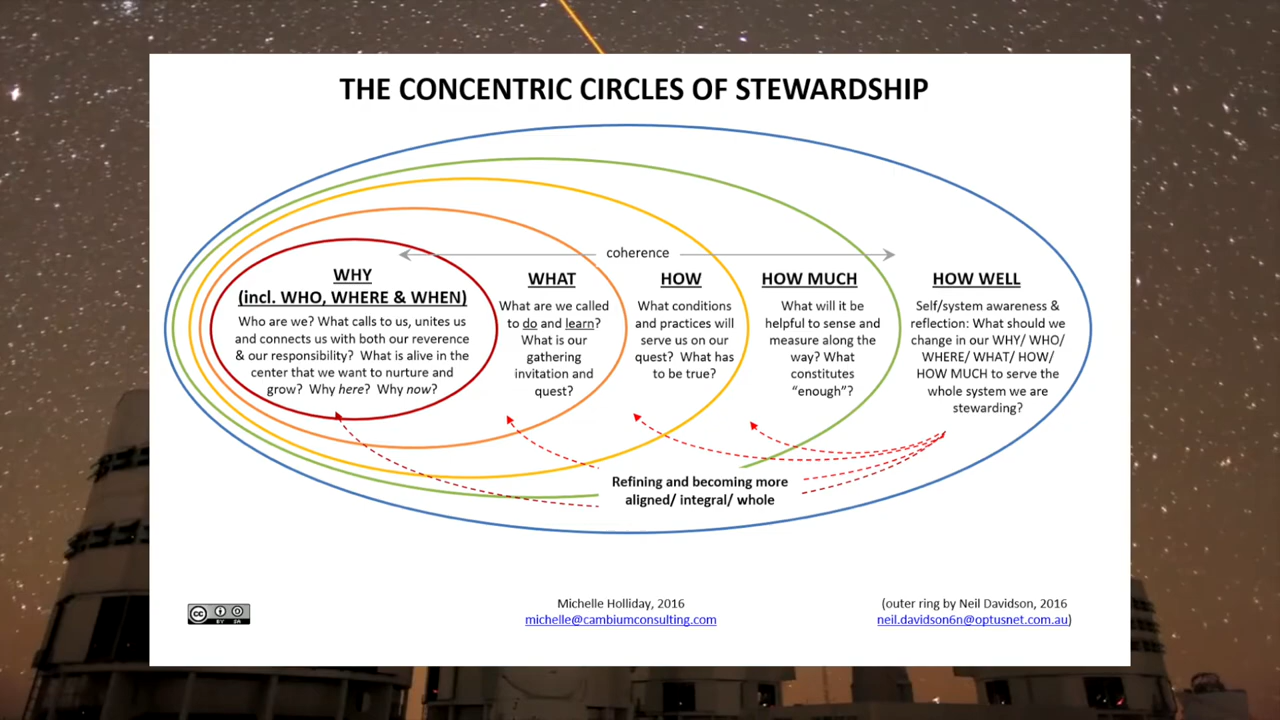 THE CONCENTRIC CIRCLES OF STEWARDSHIP
coherence
WHY
(incl. WHO, WHERE & WHEN)
Who are we? What calls to us, unites us
and connects us with both our reverence
& our responsibility? What is alive in the
center that we want to nurture and
grow? Why here? Why now?
WHAT
What are we called
to do and learn?
What is our
gathering
invitation and
quest?
HOW
What conditions
and practices will
serve us on our
quest? What has
to be true?
HOW MUCH
What will it be
helpful to sense and
measure along the
way? What
constitutes
“enough”?
HOW WELL
Self/system awareness &
reflection: What should we
change in our WHY/ WHO/
WHERE/ WHAT/ HOW/
HOW MUCH to serve the
whole system we are
stewarding?
Refining and becoming more
aligned/ integral/ whole
CC BY SA
Michelle Holliday, 2016
michelle@cambiumconsulting.com
(outer ring by Neil Davidson, 2016
neil.davidson6n@optusnet.com.au)